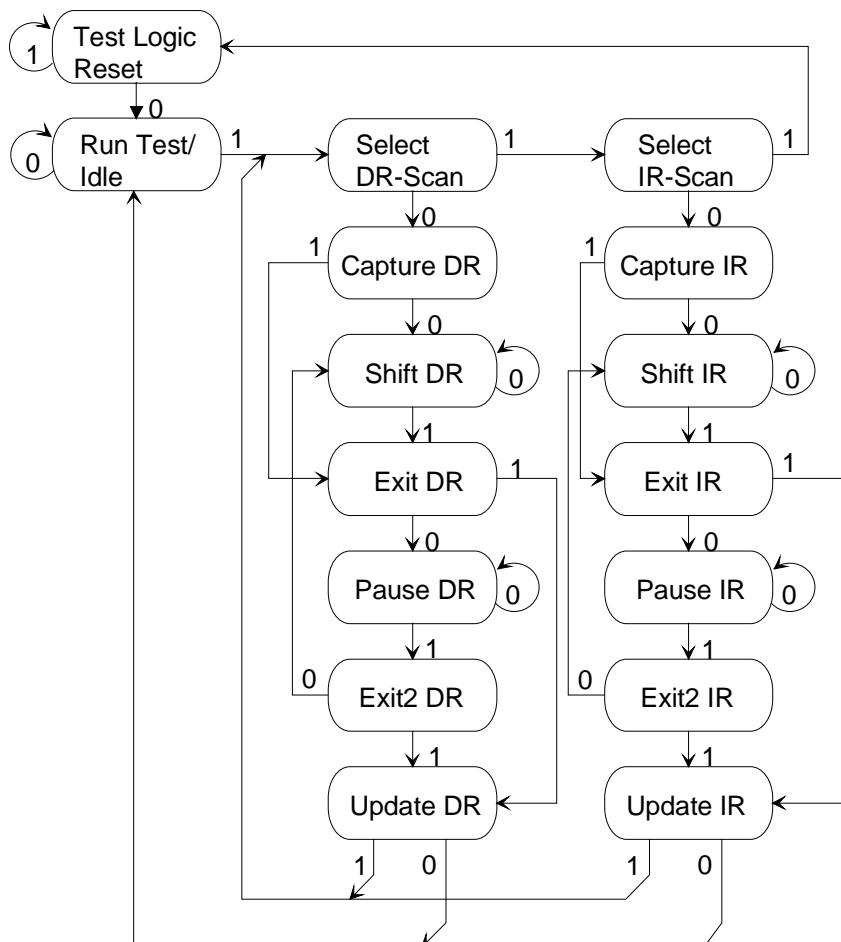 Test Logic
Reset
1
0
Run Test/
Idle
0
1
Select
DR-Scan
1
Select
IR-Scan
1
0
0
1
Capture DR
1
Capture IR
0
0
Shift DR
0
Shift IR
0
1
1
Exit DR
1
Exit IR
1
0
0
Pause DR
0
Pause IR
0
1
1
0
Exit2 DR
0
Exit2 IR
1
1
Update DR
Update IR
1
0
1
0